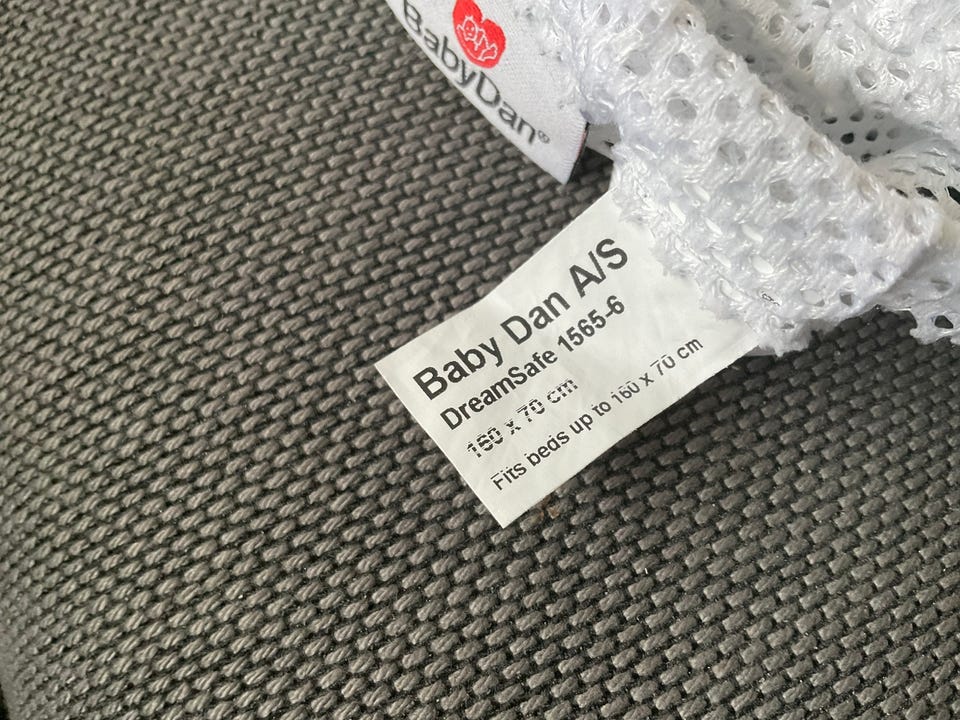 BabyDan®
Baby Dan A/S
DreamSafe 1565-6
160 x 70 cm
Fits beds up to 160 x 70 cm